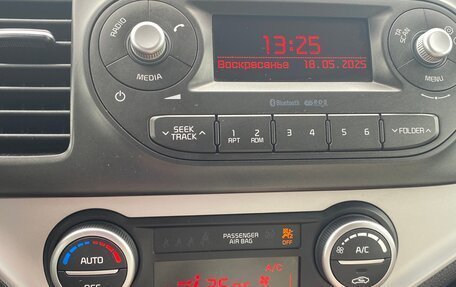 RADIO
MEDIA
13:25
Воскресенье 18.05.2025
TA
SCAN
MENU
Bluetooth
SEEK
TRACK
1
RPT
2
RDM
3
4
5
6
FOLDER
PASSENGER
AIR BAG
OFF
AUTO
OFF
A/C
A/C